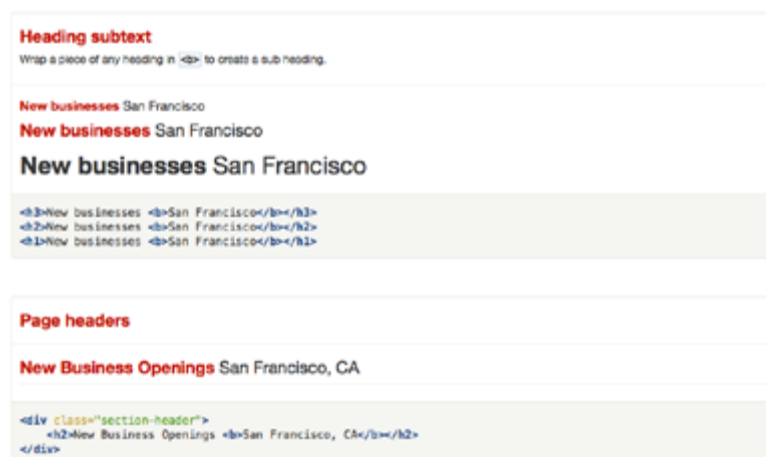 Heading subtext
Wrap a piece of any heading in <b> to create a sub heading.
New businesses San Francisco
New businesses San Francisco
New businesses San Francisco
<h3>New businesses <b>San Francisco</b></h3>
<h2>New businesses <b>San Francisco</b></h2>
<h1>New businesses <b>San Francisco</b></h1>
Page headers
New Business Openings San Francisco, CA
<div class="section-header">
<h2>New Business Openings <b>San Francisco, CA</b></h2>
</div>